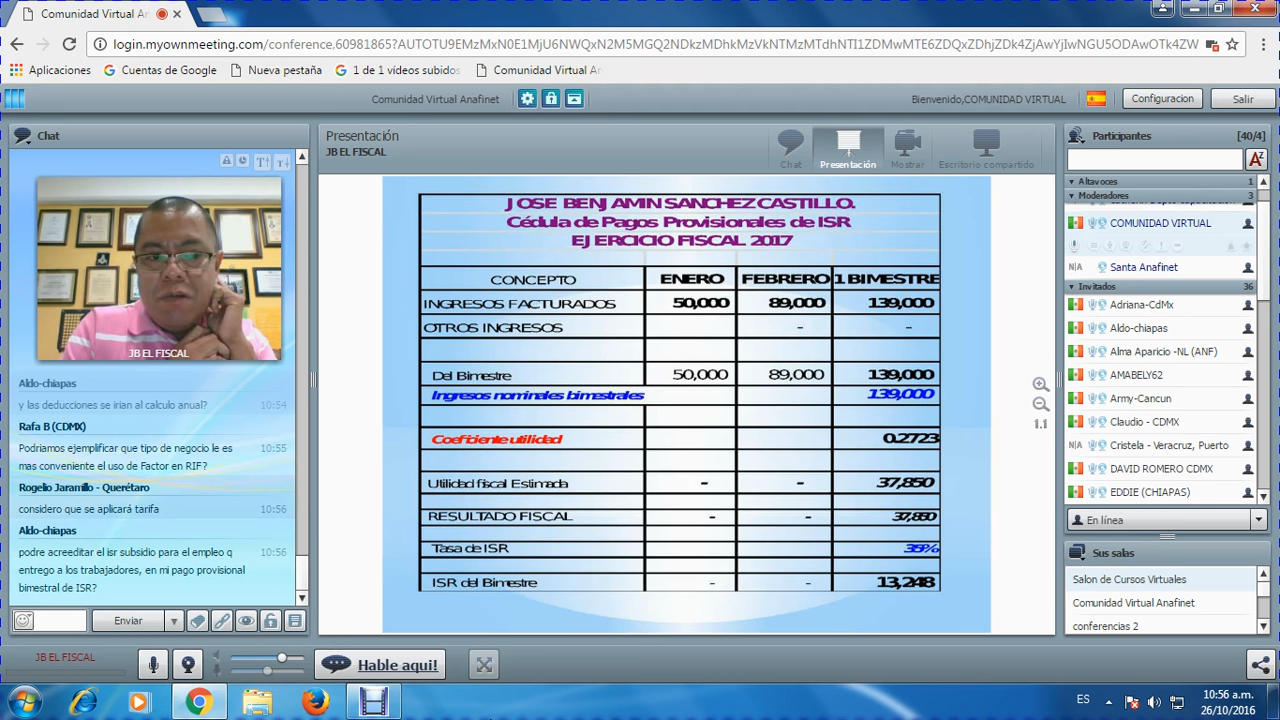 Comunidad Virtual An
login.myownmeeting.com/conference,60981865?AUTOTU9EMzMxN0E1MjU6NWQxN2M5MGQ2NDkzMDhkMzVkNTMzMTdhNTI1ZDMwMTE6ZDQxZDhjZDk4ZjAwYjIwNGU5ODAwOTk4ZW
Aplicaciones Cuentas de Google Nueva pestaña 1 de 1 vídeos subidos Comunidad Virtual An
Comunidad Virtual Anafinet Bienvenido,COMUNIDAD VIRTUAL Configuracion Salir
Chat
JB EL FISCAL
Aldo-chiapas
y las deducciones se irian al calculo anual? 10:54
Rafa B (CDMX)
Podriamos ejemplificar que tipo de negocio le es 10:55
mas conveniente el uso de Factor en RIF?
Rogelio Jaramillo - Querétaro
considero que se aplicará tarifa 10:56
Aldo-chiapas
podre acreeditar el isr subsidio para el empleo q 10:56
entrego a los trabajadores, en mi pago provisional
bimestral de ISR?
Enviar
Presentación
JB EL FISCAL
Chat Presentación Mostrar Escritorio compartido
JOSE BENJAMIN SANCHEZ CASTILLO.
Cédula de Pagos Provisionales de ISR
EJERCICIO FISCAL 2017
CONCEPTO ENERO FEBRERO 1 BIMESTRE
INGRESOS FACTURADOS 50,000 89,000 139,000
OTROS INGRESOS - -
Del Bimestre 50,000 89,000 139,000
Ingresos nominales bimestrales 139,000
Coeficiente utilidad 0.2723
Utilidad fiscal Estimada - - 37,850
RESULTADO FISCAL - - 37,850
Tasa de ISR 35%
ISR del Bimestre - - 13,248
1.1
Participantes [40/4]
Altavoces 1
Moderadores 3
COMUNIDAD VIRTUAL
N/A Santa Anafinet
Invitados 36
Adriana-CdMx
Aldo-chiapas
Alma Aparicio -NL (ANF)
AMABELY62
Army-Cancun
Claudio - CDMX
N/A Cristela - Veracruz, Puerto
DAVID ROMERO CDMX
EDDIE (CHIAPAS)
En línea
Sus salas
Salon de Cursos Virtuales
Comunidad Virtual Anafinet
conferencias 2
JB EL FISCAL
Hable aqui!
ES
10:56 a.m.
26/10/2016